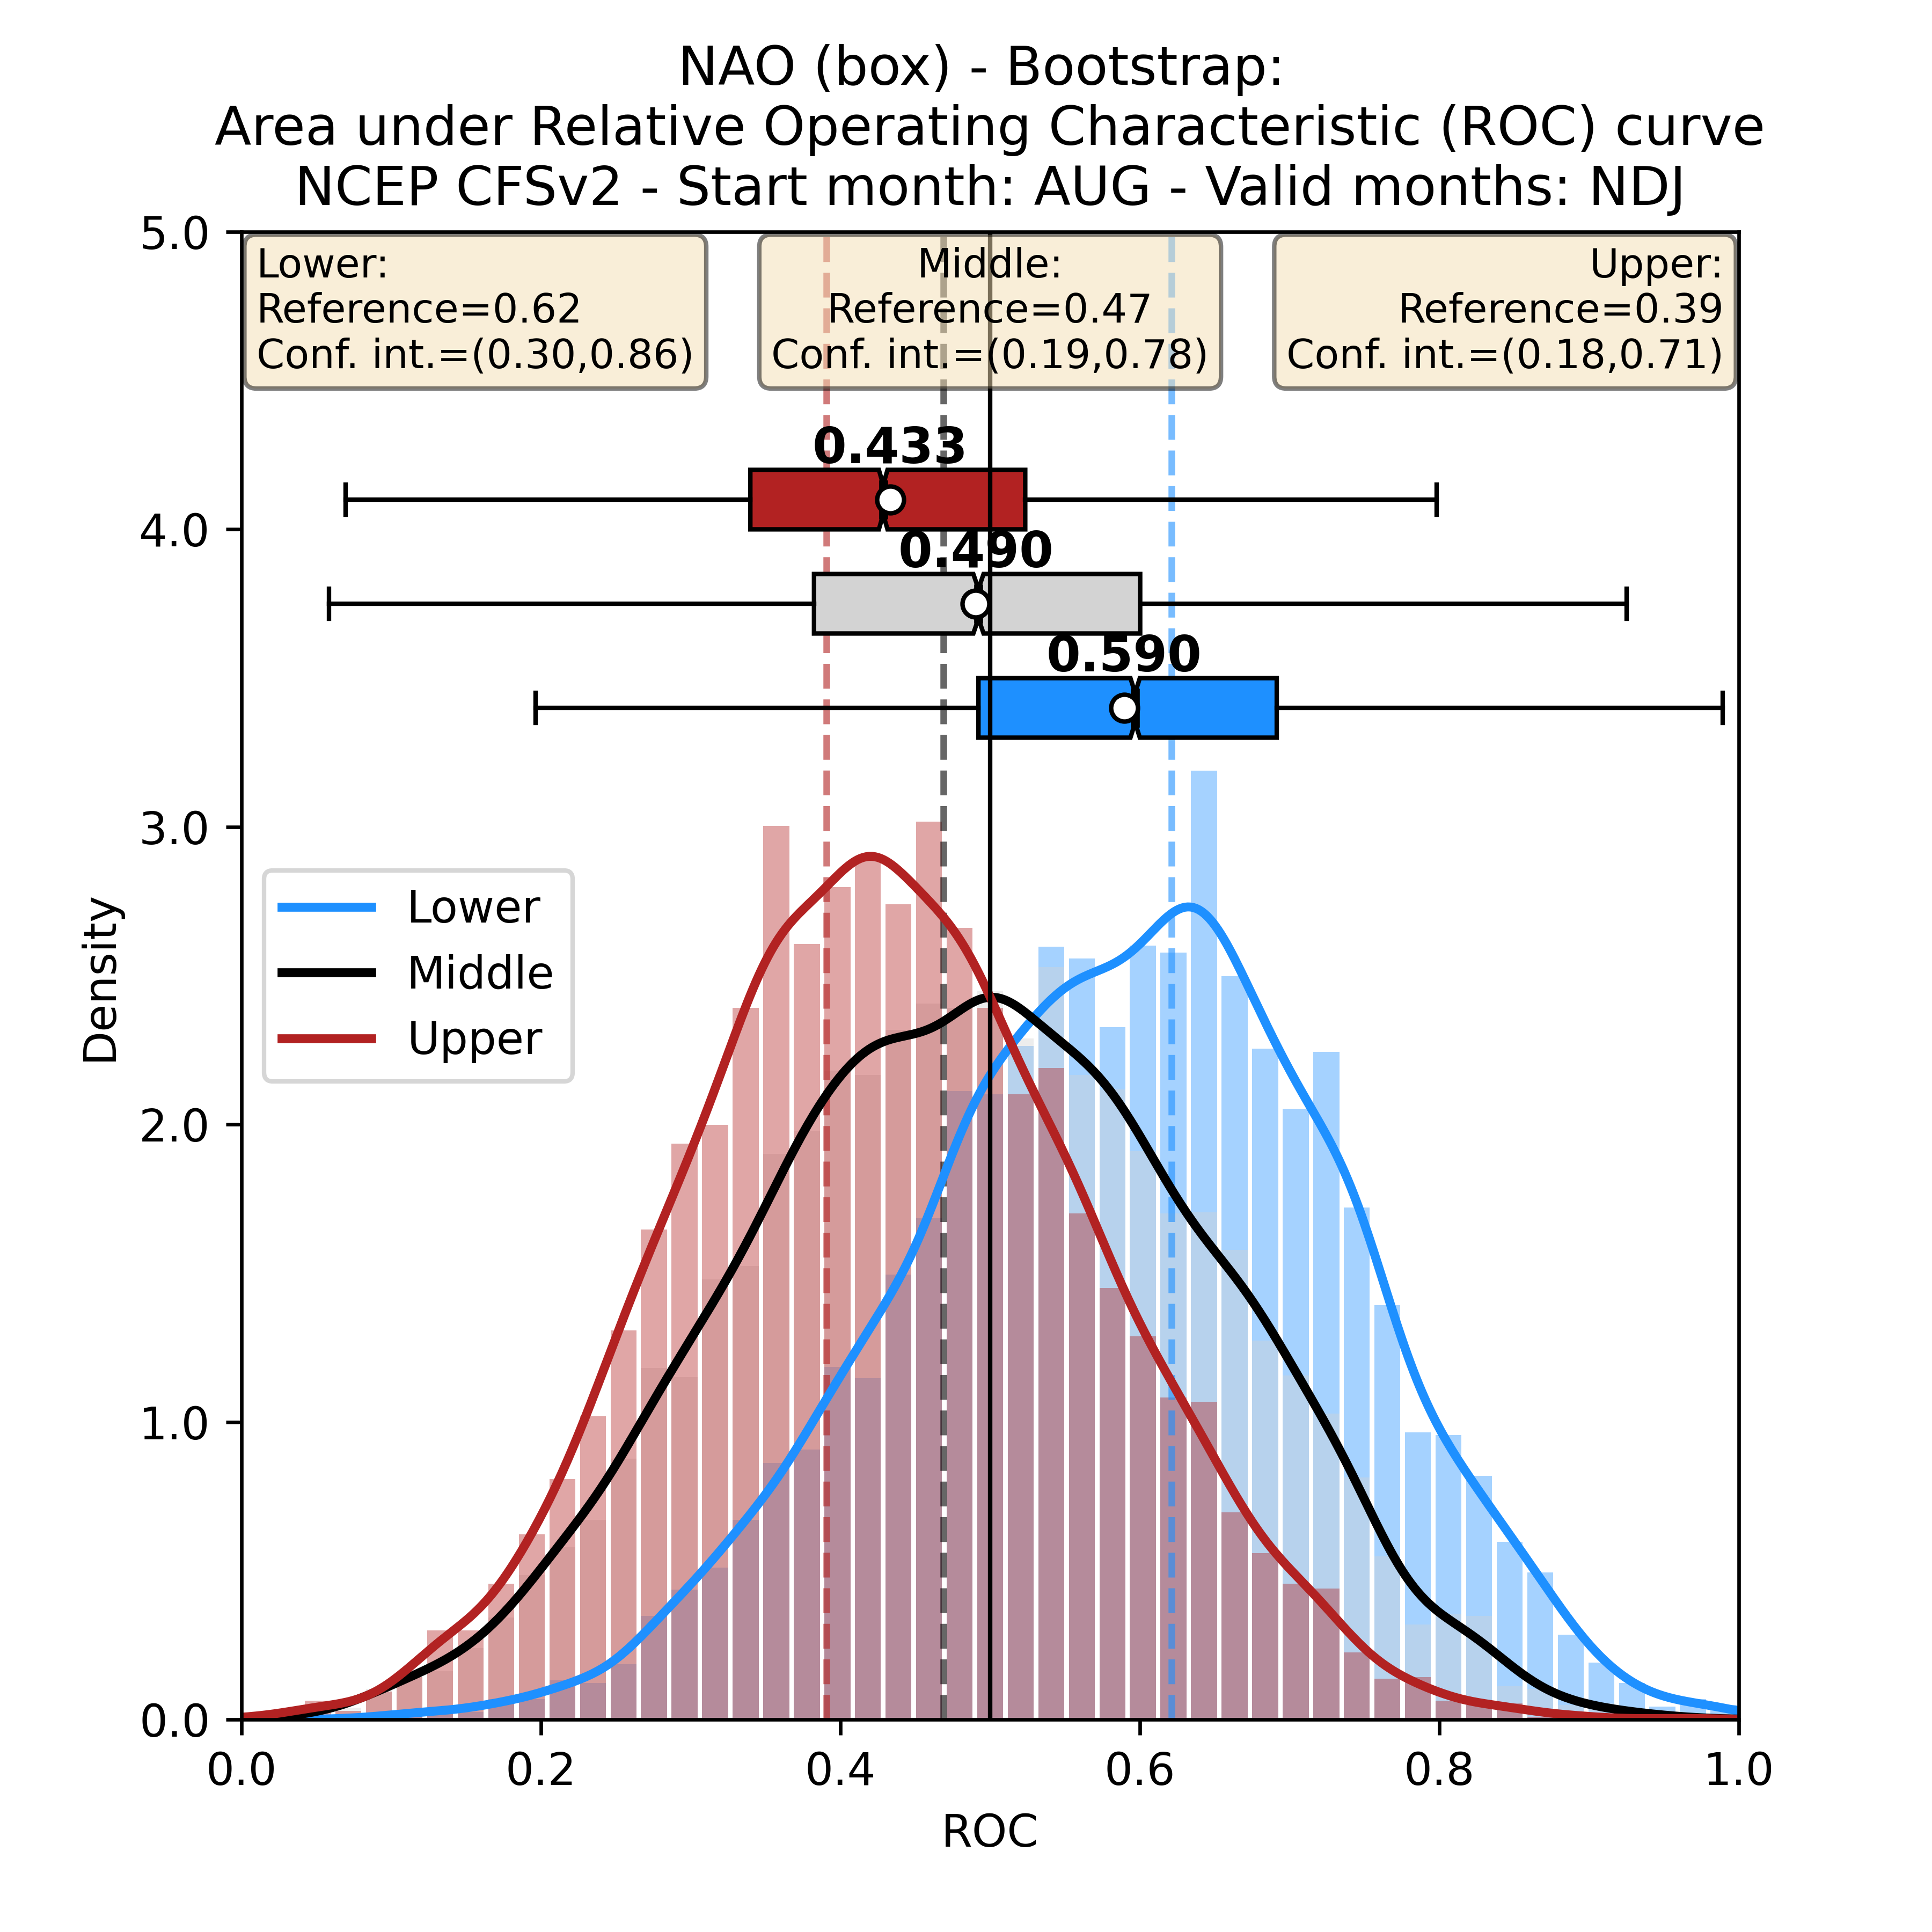 NAO (box) - Bootstrap:
Area under Relative Operating Characteristic (ROC) curve
NCEP CFSv2 - Start month: AUG - Valid months: NDJ
Lower:
Reference=0.62
Conf. int.=(0.30,0.86)
Middle:
Reference=0.47
Conf. int.=(0.19,0.78)
Upper:
Reference=0.39
Conf. int.=(0.18,0.71)
0.433
0.490
0.590
5.0
4.0
3.0
2.0
1.0
0.0
Density
Lower
Middle
Upper
0.0 0.2 0.4 0.6 0.8 1.0
ROC